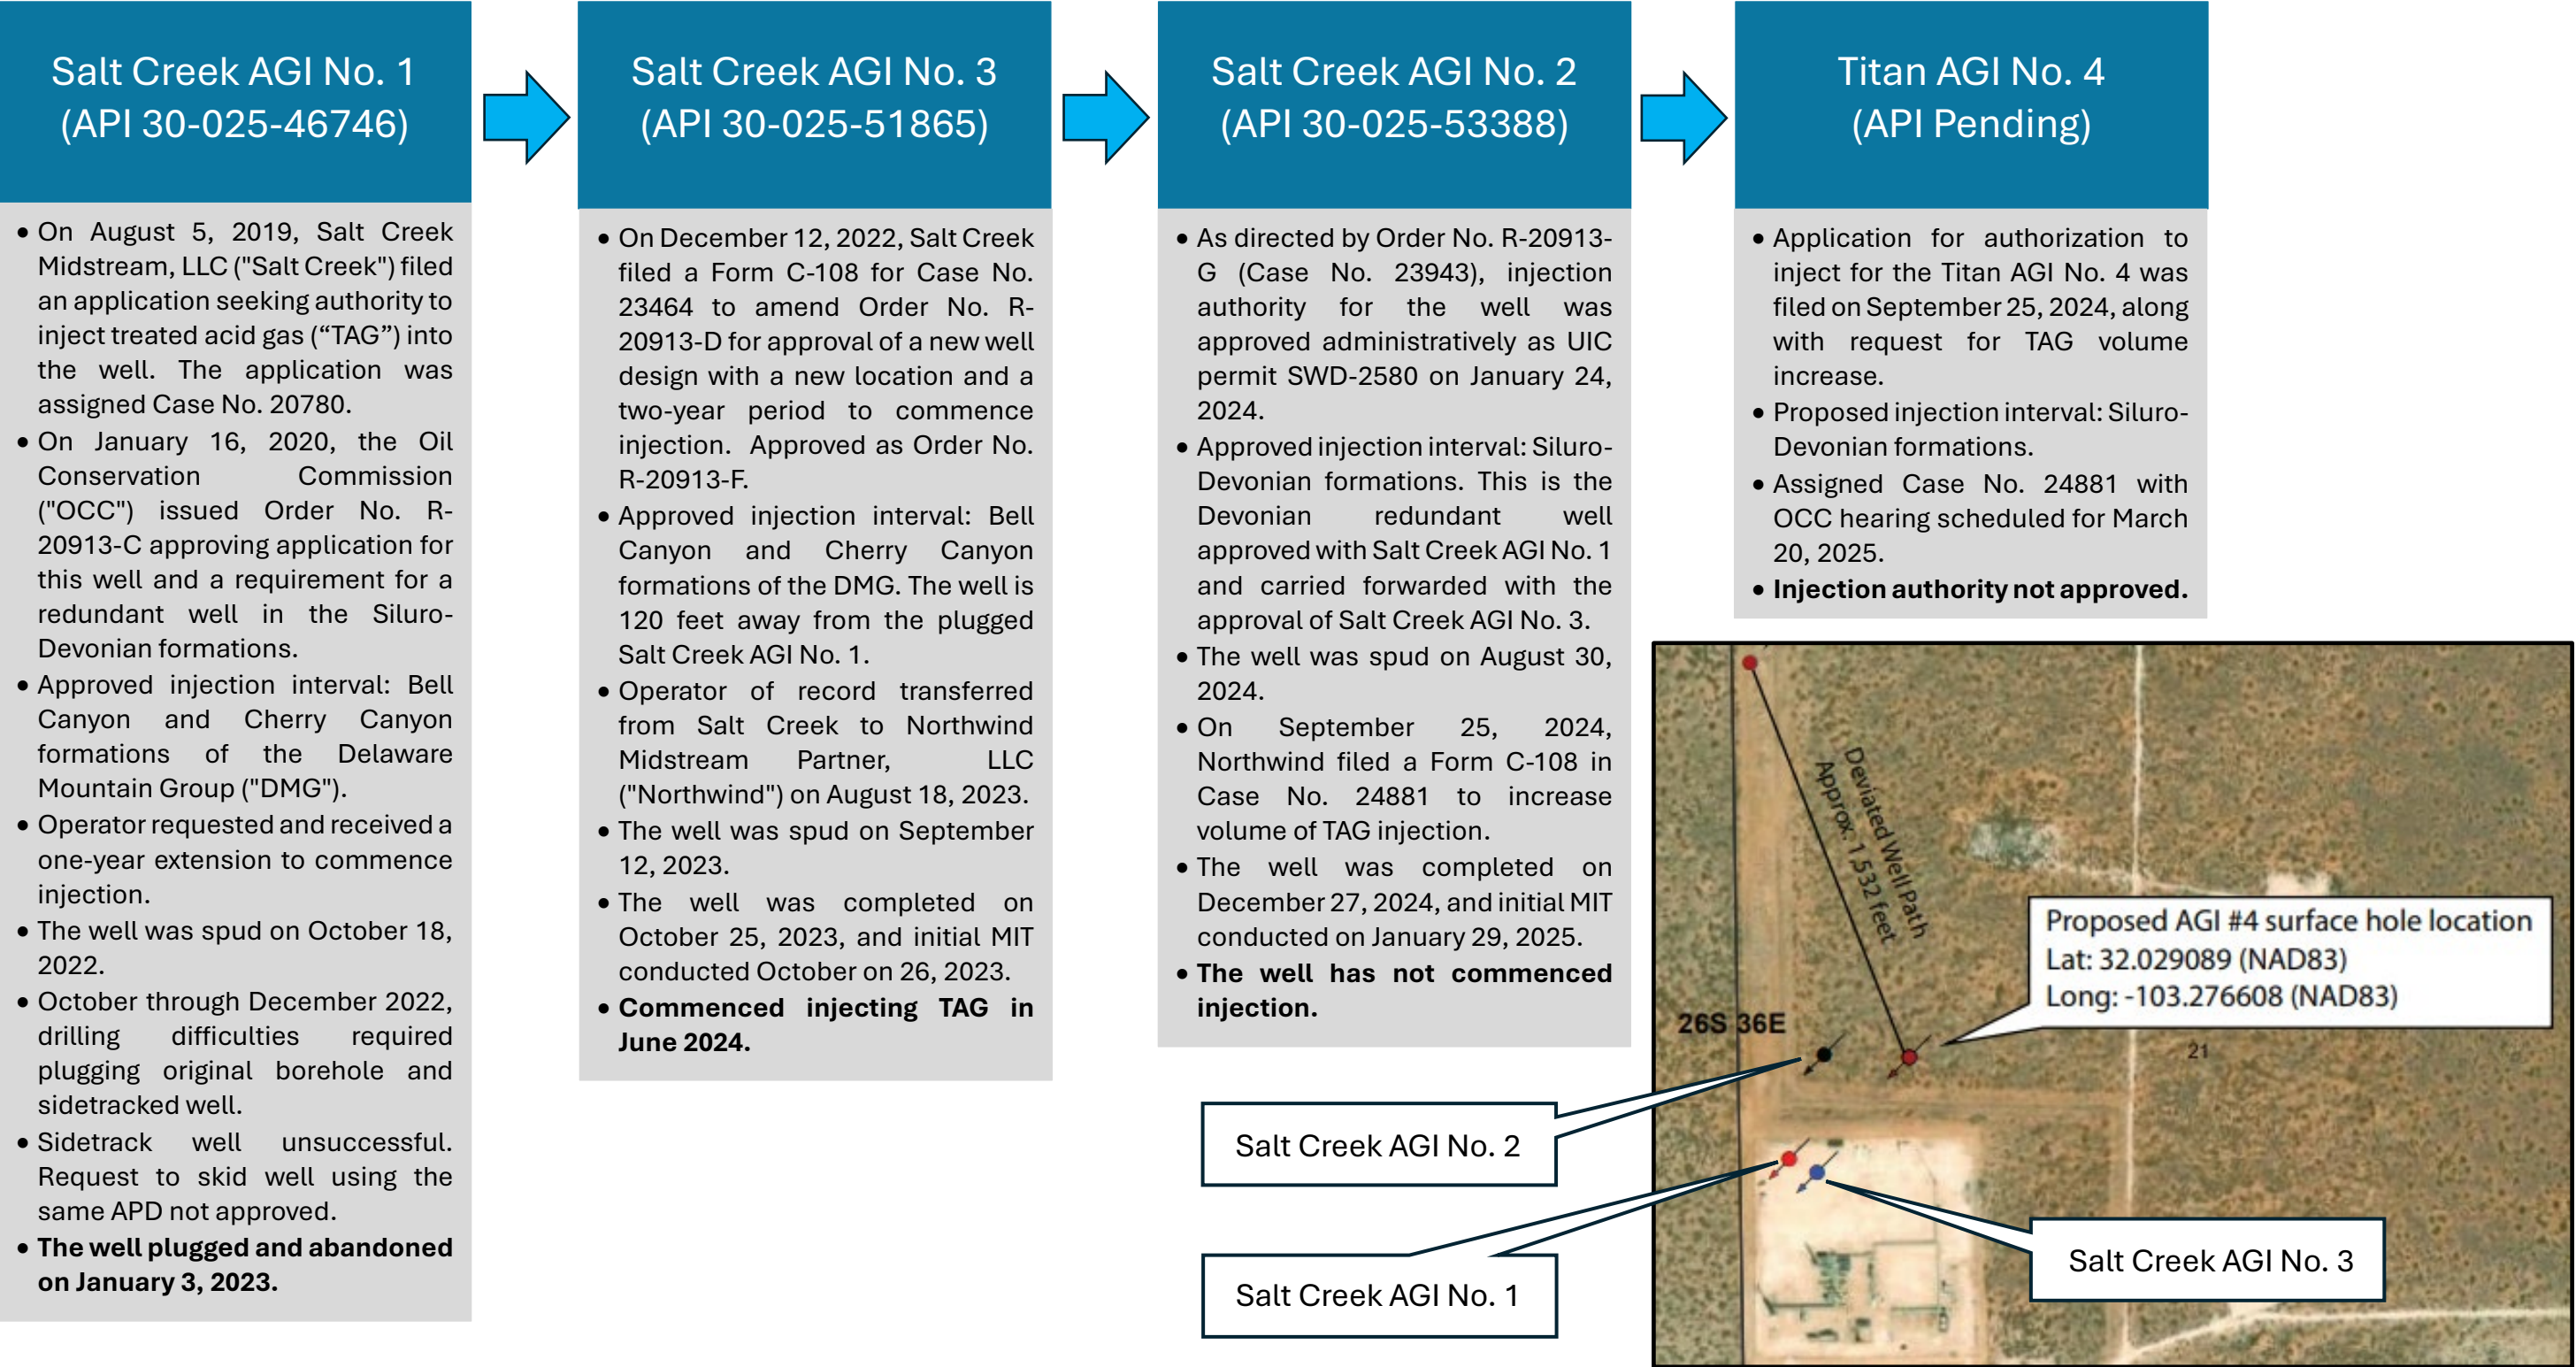 Salt Creek AGI No. 1
(API 30-025-46746)
• On August 5, 2019, Salt Creek
Midstream, LLC ("Salt Creek") filed
an application seeking authority to
inject treated acid gas (“TAG”) into
the well. The application was
assigned Case No. 20780.
• On January 16, 2020, the Oil
Conservation Commission
("OCC") issued Order No. R-
20913-C approving application for
this well and a requirement for a
redundant well in the Siluro-
Devonian formations.
• Approved injection interval: Bell
Canyon and Cherry Canyon
formations of the Delaware
Mountain Group ("DMG").
• Operator requested and received a
one-year extension to commence
injection.
• The well was spud on October 18,
2022.
• October through December 2022,
drilling difficulties required
plugging original borehole and
sidetracked well.
• Sidetrack well unsuccessful.
Request to skid well using the
same APD not approved.
• The well plugged and abandoned
on January 3, 2023.
Salt Creek AGI No. 3
(API 30-025-51865)
• On December 12, 2022, Salt Creek
filed a Form C-108 for Case No.
23464 to amend Order No. R-
20913-D for approval of a new well
design with a new location and a
two-year period to commence
injection. Approved as Order No.
R-20913-F.
• Approved injection interval: Bell
Canyon and Cherry Canyon
formations of the DMG. The well is
120 feet away from the plugged
Salt Creek AGI No. 1.
• Operator of record transferred
from Salt Creek to Northwind
Midstream Partner, LLC
("Northwind") on August 18, 2023.
• The well was spud on September
12, 2023.
• The well was completed on
October 25, 2023, and initial MIT
conducted October on 26, 2023.
• Commenced injecting TAG in
June 2024.
Salt Creek AGI No. 2
(API 30-025-53388)
• As directed by Order No. R-20913-
G (Case No. 23943), injection
authority for the well was
approved administratively as UIC
permit SWD-2580 on January 24,
2024.
• Approved injection interval: Siluro-
Devonian formations. This is the
Devonian redundant well
approved with Salt Creek AGI No. 1
and carried forwarded with the
approval of Salt Creek AGI No. 3.
• The well was spud on August 30,
2024.
• On September 25, 2024,
Northwind filed a Form C-108 in
Case No. 24881 to increase
volume of TAG injection.
• The well was completed on
December 27, 2024, and initial MIT
conducted on January 29, 2025.
• The well has not commenced
injection.
Titan AGI No. 4
(API Pending)
• Application for authorization to
inject for the Titan AGI No. 4 was
filed on September 25, 2024, along
with request for TAG volume
increase.
• Proposed injection interval: Siluro-
Devonian formations.
• Assigned Case No. 24881 with
OCC hearing scheduled for March
20, 2025.
• Injection authority not approved.
Deviated Well Path
Approx. 1,532 feet
Proposed AGI #4 surface hole location
Lat: 32.029089 (NAD83)
Long: -103.276608 (NAD83)
26S 36E
21
Salt Creek AGI No. 2
Salt Creek AGI No. 1
Salt Creek AGI No. 3